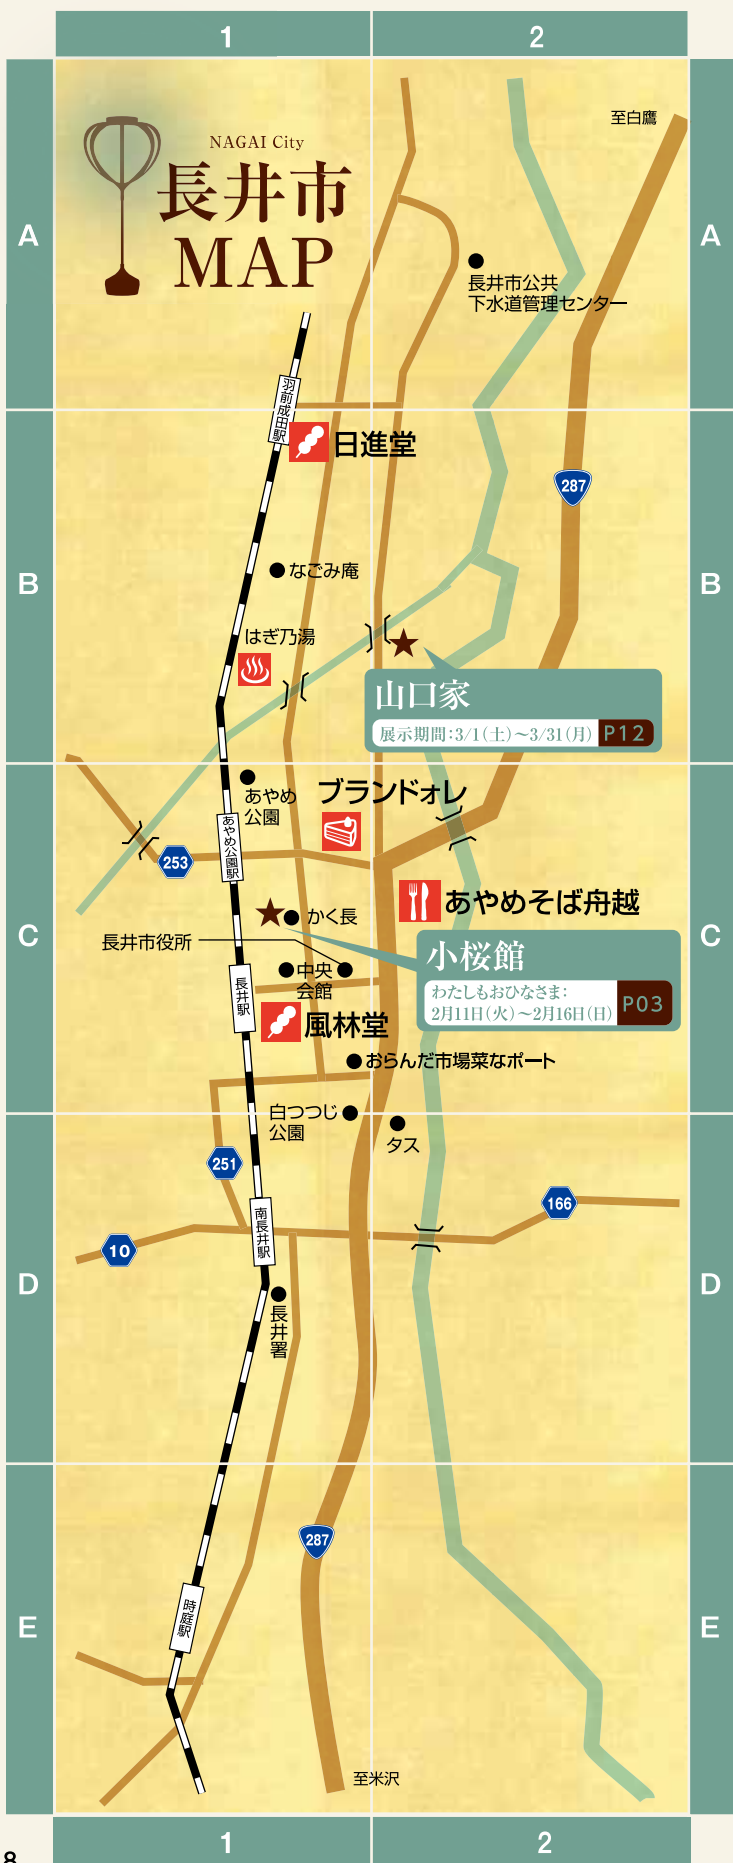 1
2
A
A
至白鷹
NAGAI City
長井市
MAP
長井市公共
下水道管理センター
羽前成田駅
日進堂
287
B
B
なごみ庵
はぎ乃湯
山口家
展示期間:3/1(土)～3/31(月) P12
あやめ
公園
ブランドォレ
あやめ公園駅
253
あやめそば舟越
C
C
かく長
長井市役所
小桜館
中央
会館
わたしもおひなさま:
2月11日(火)～2月16日(日)
P03
長井駅
風林堂
おらんだ市場菜なポート
白つつじ
公園
タス
251
166
南長井駅
10
D
D
長井署
287
時庭駅
E
E
至米沢
1
2
8